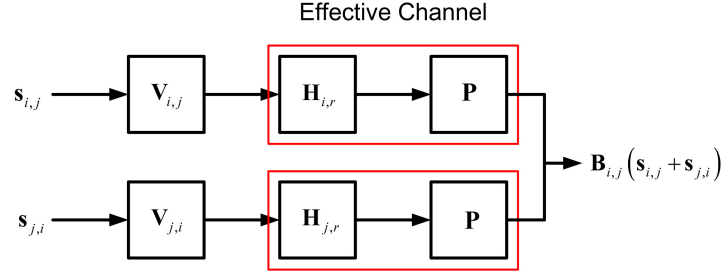 Effective Channel
s_{i,j} V_{i,j} H_{i,r} P
B_{i,j}(s_{i,j} + s_{j,i})
s_{j,i} V_{j,i} H_{j,r} P